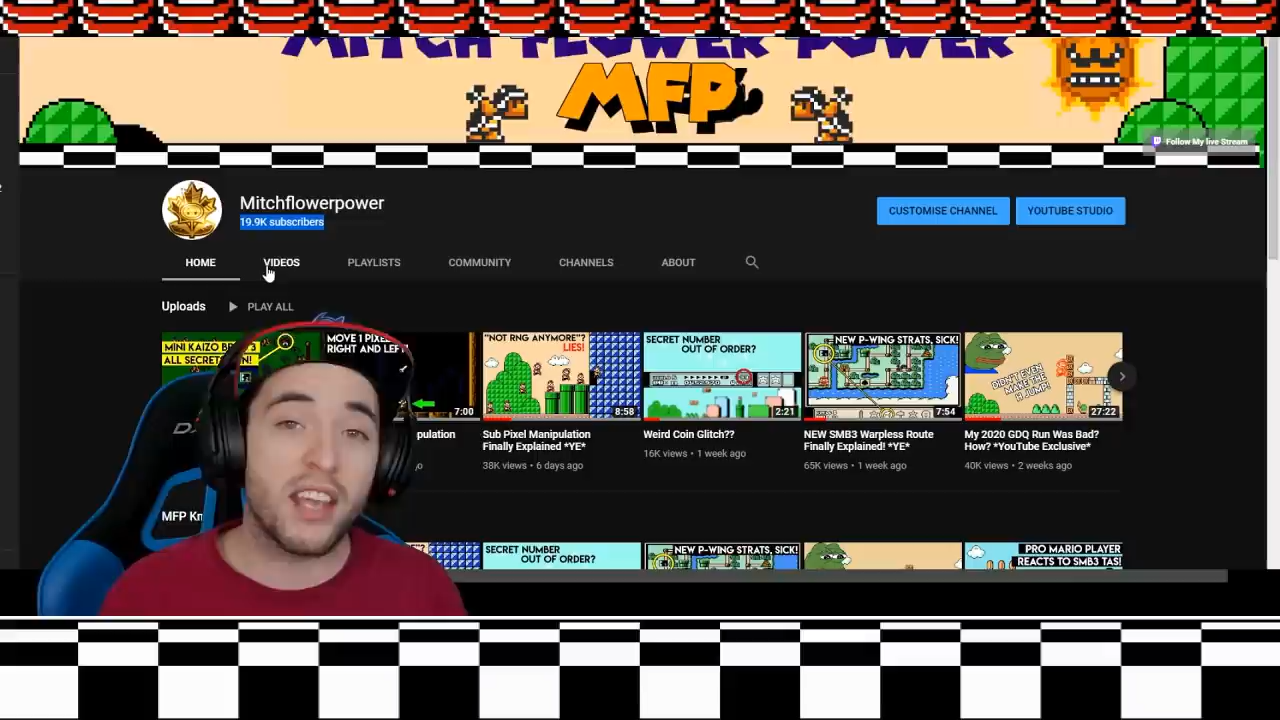 MITCH FLOWER POWER
MFP
Follow My live Stream
Mitchflowerpower
19.9K subscribers
CUSTOMISE CHANNEL
YOUTUBE STUDIO
HOME
VIDEOS
PLAYLISTS
COMMUNITY
CHANNELS
ABOUT
Uploads
PLAY ALL
MINI KAIZO
ALL SECRETS
MOVE 1 PIXEL
RIGHT AND LEFT?
7:00
"NOT RNG ANYMORE"?
LIES!
8:58
SECRET NUMBER
OUT OF ORDER?
2:21
NEW P-WING STRATS, SICK!
7:54
DIDN'T EVEN
HAVE THE
H JUMP!
27:22
Sub Pixel Manipulation
Finally Explained *YE*
38K views • 6 days ago
Weird Coin Glitch??
16K views • 1 week ago
NEW SMB3 Warpless Route
Finally Explained! *YE*
65K views • 1 week ago
My 2020 GDQ Run Was Bad?
How? *YouTube Exclusive*
40K views • 2 weeks ago
MFP
SECRET NUMBER
OUT OF ORDER?
NEW P-WING STRATS, SICK!
PRO MARIO PLAYER
REACTS TO SMB3 TAS!